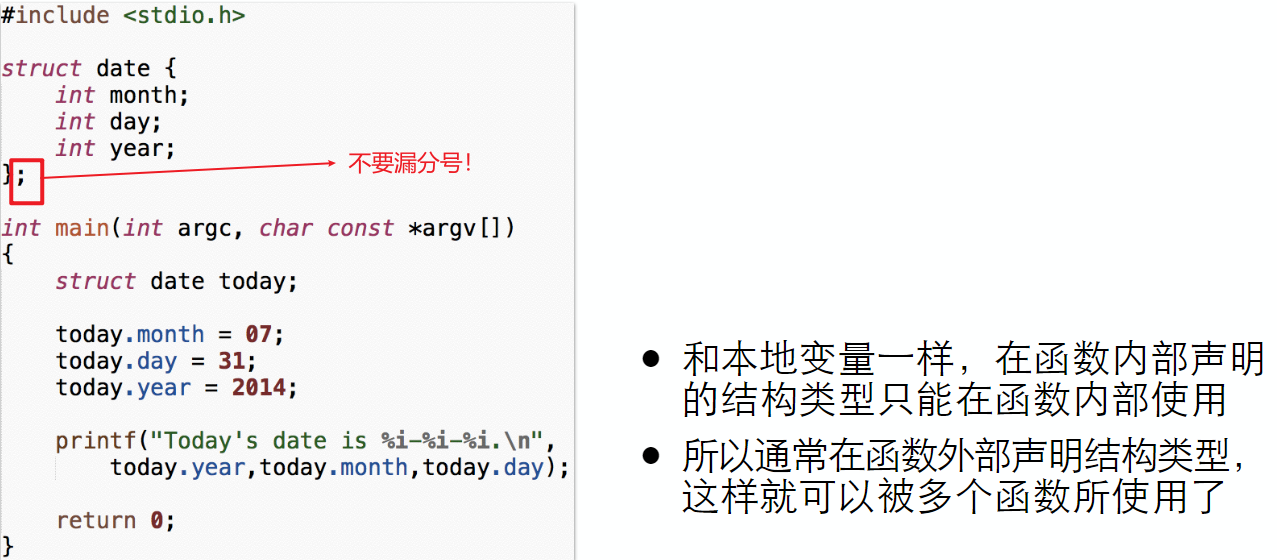 #include <stdio.h>
struct date {
    int month;
    int day;
    int year;
};
不要漏分号！
int main(int argc, char const *argv[])
{
    struct date today;
    today.month = 07;
    today.day = 31;
    today.year = 2014;
    printf("Today's date is %i-%i-%i.\n",
        today.year,today.month,today.day);
    return 0;
}
● 和本地变量一样，在函数内部声明
的结构类型只能在函数内部使用
● 所以通常在函数外部声明结构类型，
这样就可以被多个函数所使用了